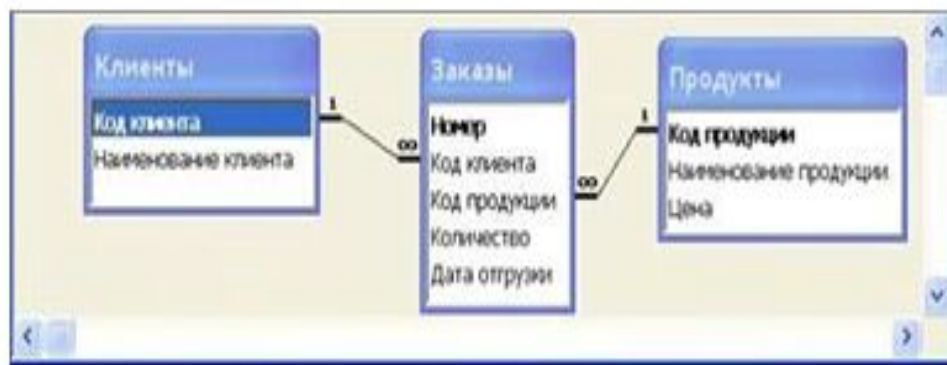 Клиенты
Код клиента
Наименование клиента
1
∞
Заказы
Номер
Код клиента
Код продукции
Количество
Дата отгрузки
1
∞
Продукты
Код продукции
Наименование продукции
Цена